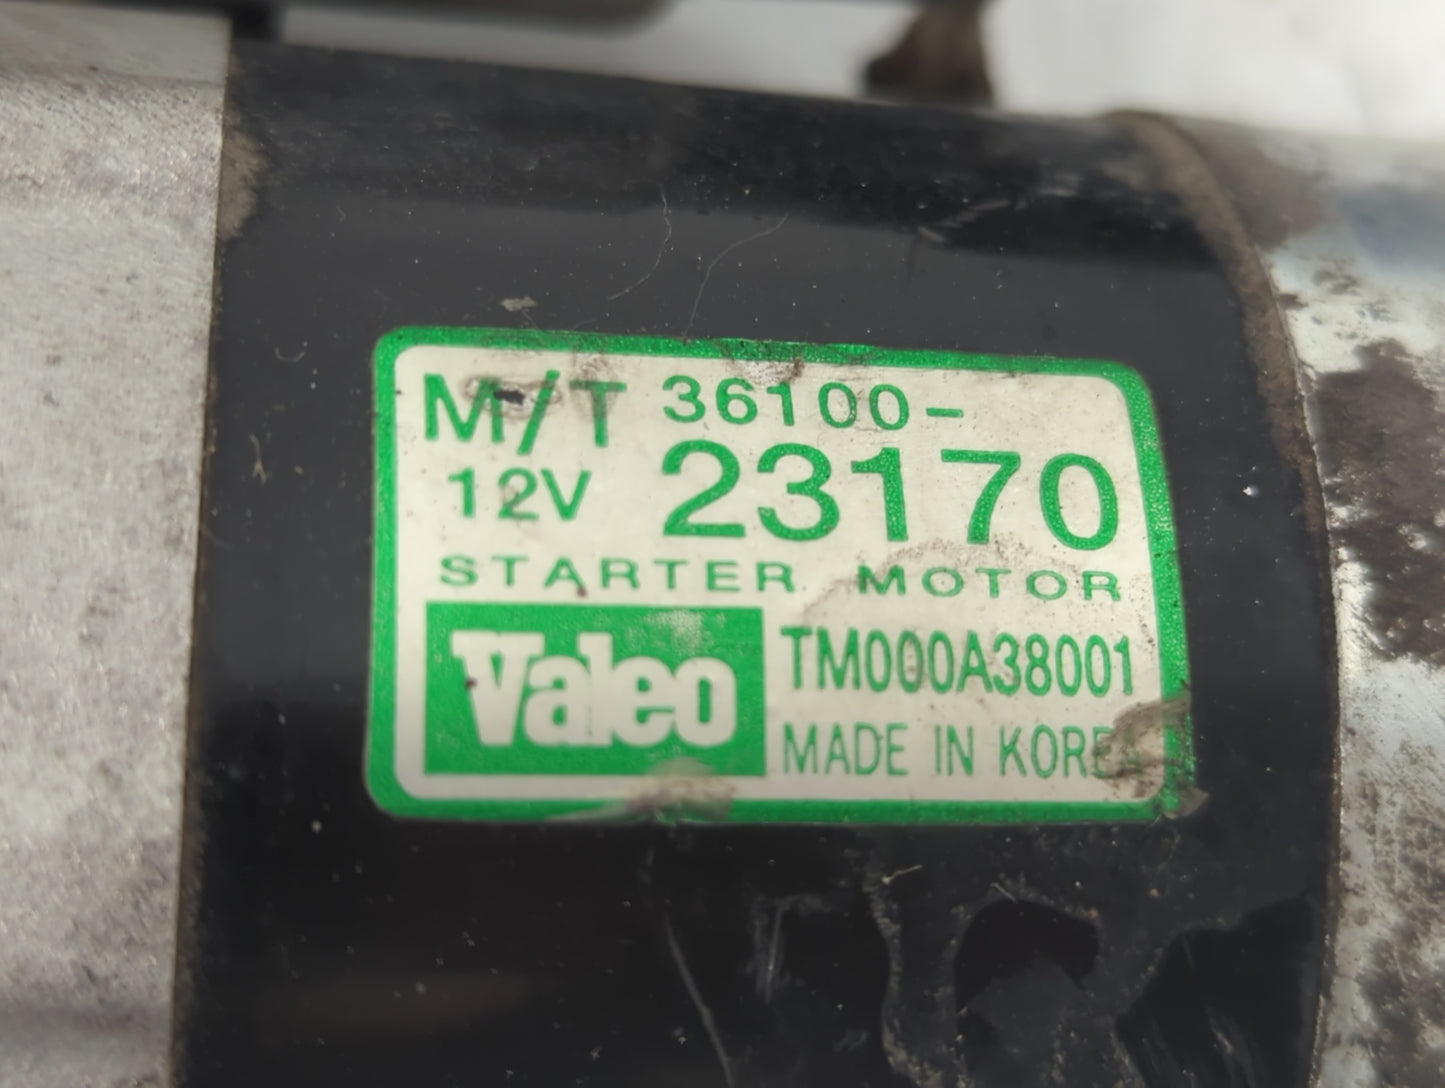 M/T 36100-
12V 23170
STARTER MOTOR
Valeo TM000A38001
MADE IN KOREA